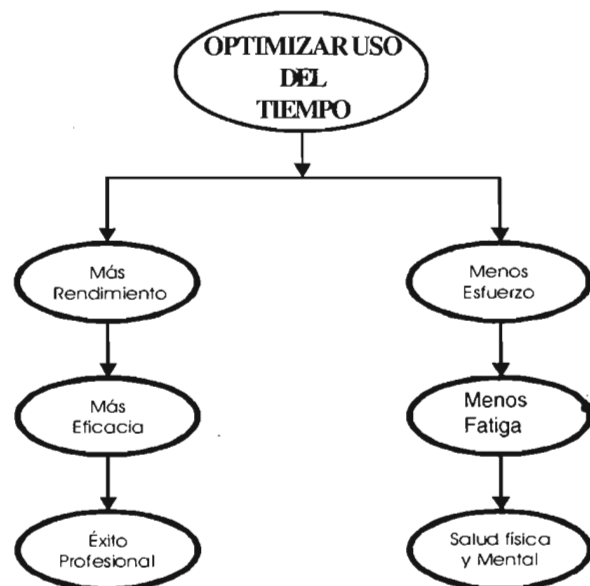 OPTIMIZAR USO
DEL
TIEMPO
Más
Rendimiento
Menos
Esfuerzo
Más
Eficacia
Menos
Fatiga
Éxito
Profesional
Salud física
y Mental